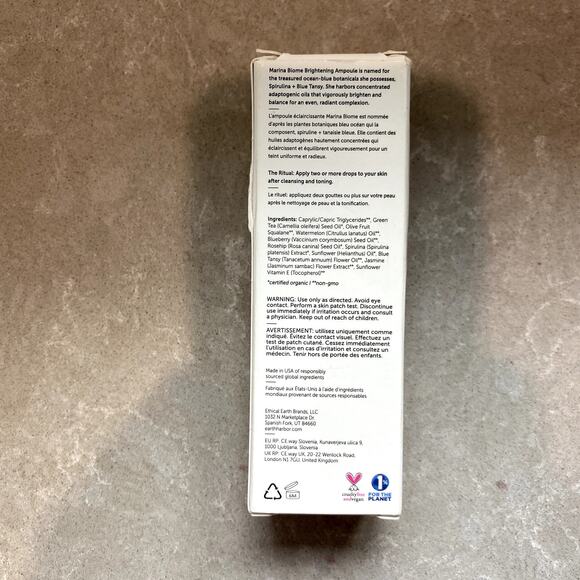 Marina Biome Brightening Ampoule is named for
the treasured ocean-blue botanicals she possesses,
Spirulina + Blue Tansy. She harbors concentrated
adaptogenic oils that vigorously brighten and
balance for an even, radiant complexion.
L'ampoule éclaircissante Marina Biome est nommée
d'après les plantes botaniques bleu océan qui la
composent, spiruline + tanaisie bleue. Elle contient des
huiles adaptogènes hautement concentrées qui
éclaircissent et équilibrent vigoureusement pour un
teint uniforme et radieux.
The Ritual: Apply two or more drops to your skin
after cleansing and toning.
Le rituel: appliquez deux gouttes ou plus sur votre peau
après le nettoyage de peau et la tonification.
Ingredients: Caprylic/Capric Triglycerides**, Green
Tea (Camellia oleifera) Seed Oil*, Olive Fruit
Squalane**, Watermelon (Citrullus lanatus) Oil**,
Blueberry (Vaccinium corymbosum) Seed Oil**,
Rosehip (Rosa canina) Seed Oil*, Spirulina (Spirulina
platensis) Extract*, Sunflower (Helianthus) Oil*, Blue
Tansy (Tanacetum annuum) Flower Oil**, Jasmine
(Jasminum sambac) Flower Extract**, Sunflower
Vitamin E (Tocopherol)**
*certified organic | **non-gmo
WARNING: Use only as directed. Avoid eye
contact. Perform a skin patch test. Discontinue
use immediately if irritation occurs and consult
a physician. Keep out of reach of children.
AVERTISSEMENT: utilisez uniquement comme
indiqué. Évitez le contact visuel. Effectuez un
test de patch cutané. Cessez immédiatement
l'utilisation en cas d'irritation et consultez un
médecin. Tenir hors de portée des enfants.
Made in USA of responsibly
sourced global ingredients
Fabriqué aux États-Unis à l'aide d'ingrédients
mondiaux provenant de sources responsables
Ethical Earth Brands, LLC
1032 N Marketplace Dr.
Spanish Fork, UT 84660
earthharbor.com
EU RP: CE.way Slovenia, Kunaverjeva ulica 9,
1000 Ljubljana, Slovenia
UK RP: CE.way UK, 20-22 Wenlock Road,
London N1 7GU, United Kingdom
6M
crueltyfree
andvegan
1%
FOR THE
PLANET